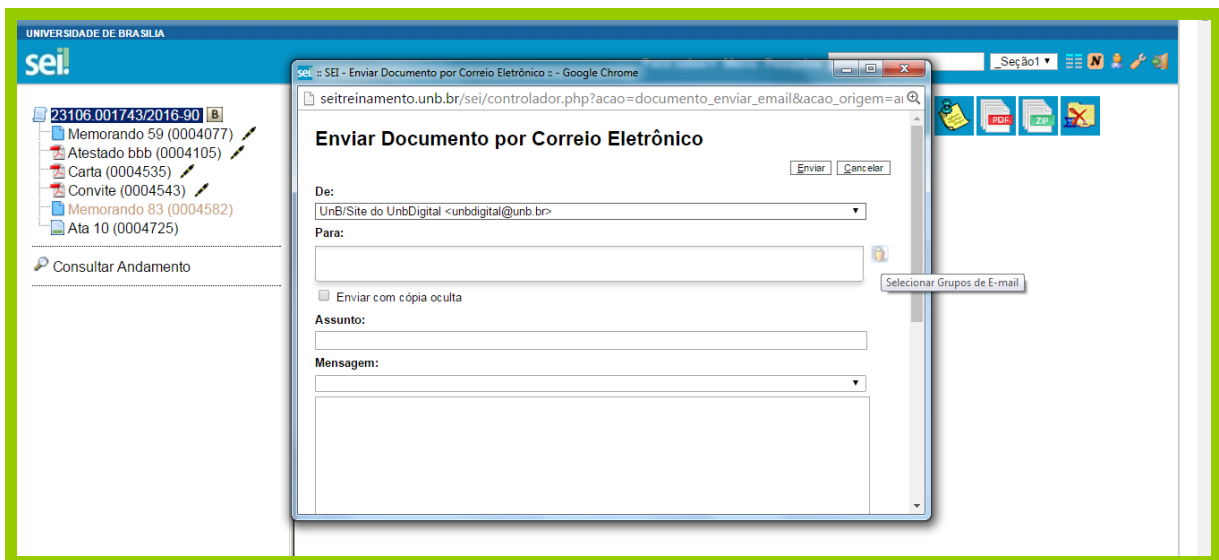 UNIVERSIDADE DE BRASILIA
sei!
_Seção1
N
23106.001743/2016-90 B
Memorando 59 (0004077)
Atestado bbb (0004105)
Carta (0004535)
Convite (0004543)
Memorando 83 (0004582)
Ata 10 (0004725)
Consultar Andamento
sei. :: SEI - Enviar Documento por Correio Eletrônico :: - Google Chrome
seitreinamento.unb.br/sei/controlador.php?acao=documento_enviar_email&acao_origem=a
Enviar Documento por Correio Eletrônico
Enviar Cancelar
De:
UnB/Site do UnbDigital <unbdigital@unb.br>
Para:
Selecionar Grupos de E-mail
Enviar com cópia oculta
Assunto:
Mensagem:
PDF
ZIP